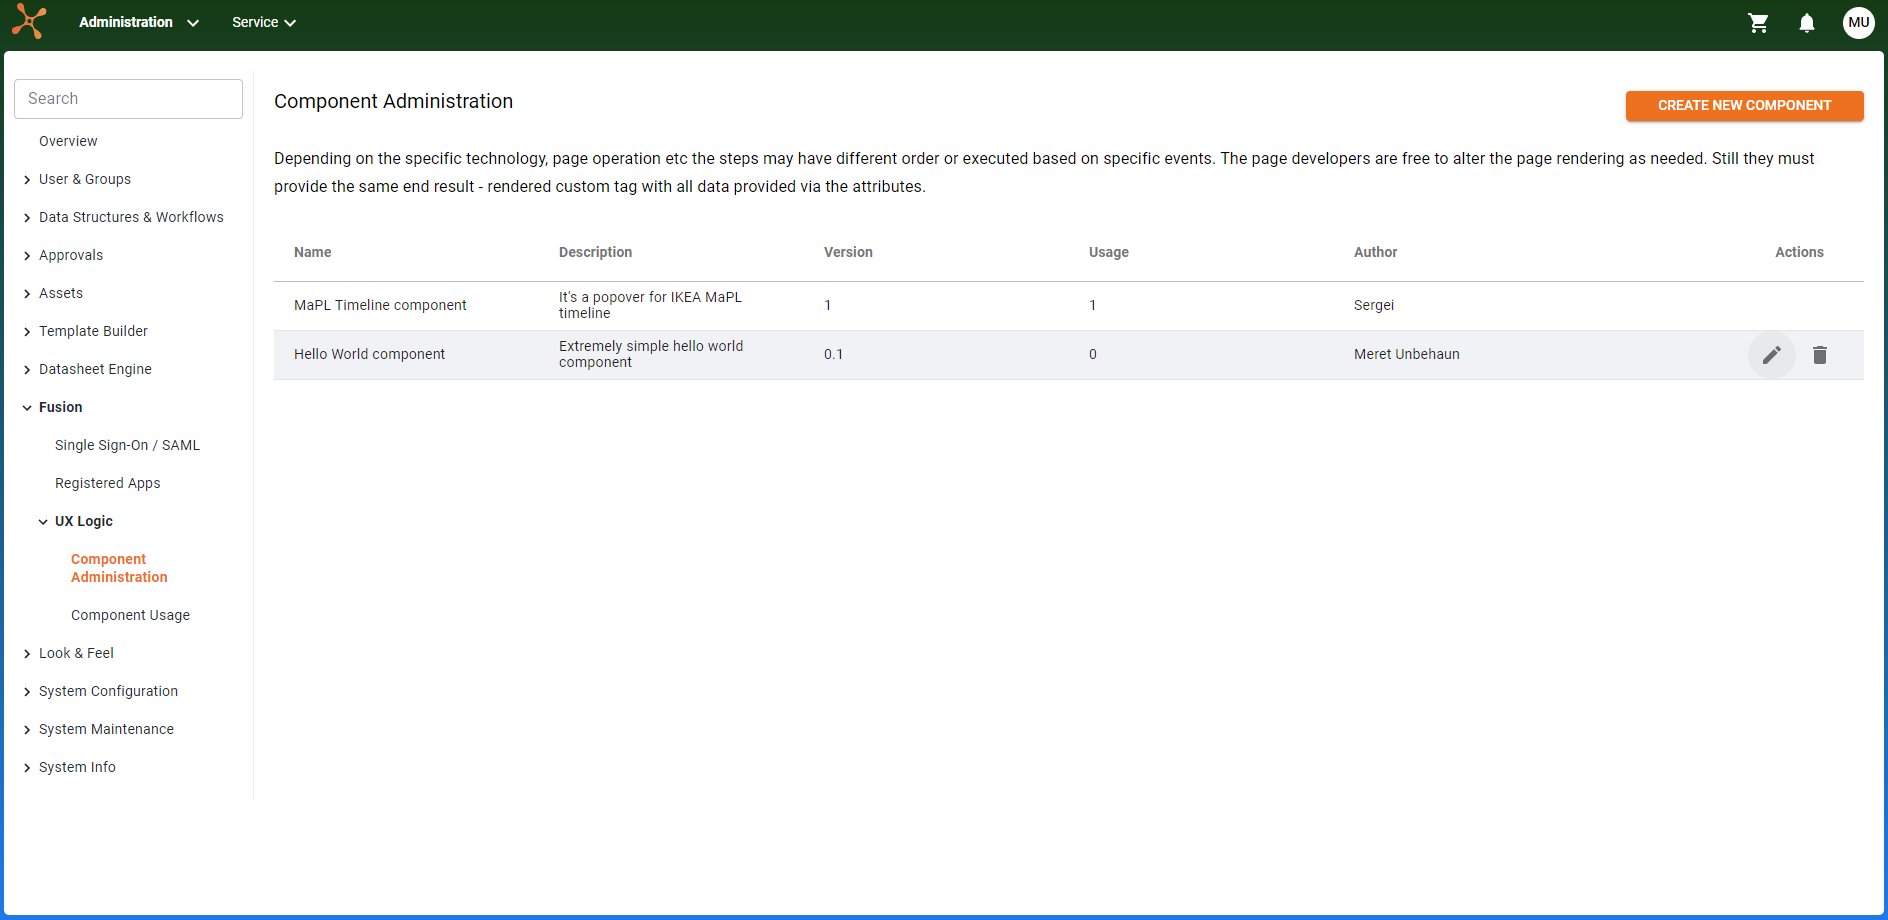 Administration
Service
MU
Search
Overview
User & Groups
Data Structures & Workflows
Approvals
Assets
Template Builder
Datasheet Engine
Fusion
Single Sign-On / SAML
Registered Apps
UX Logic
Component
Administration
Component Usage
Look & Feel
System Configuration
System Maintenance
System Info
Component Administration
CREATE NEW COMPONENT
Depending on the specific technology, page operation etc the steps may have different order or executed based on specific events. The page developers are free to alter the page rendering as needed. Still they must
provide the same end result - rendered custom tag with all data provided via the attributes.
Name Description Version Usage Author Actions
MaPL Timeline component It's a popover for IKEA MaPL
timeline 1 1 Sergei
Hello World component Extremely simple hello world
component 0.1 0 Meret Unbehaun